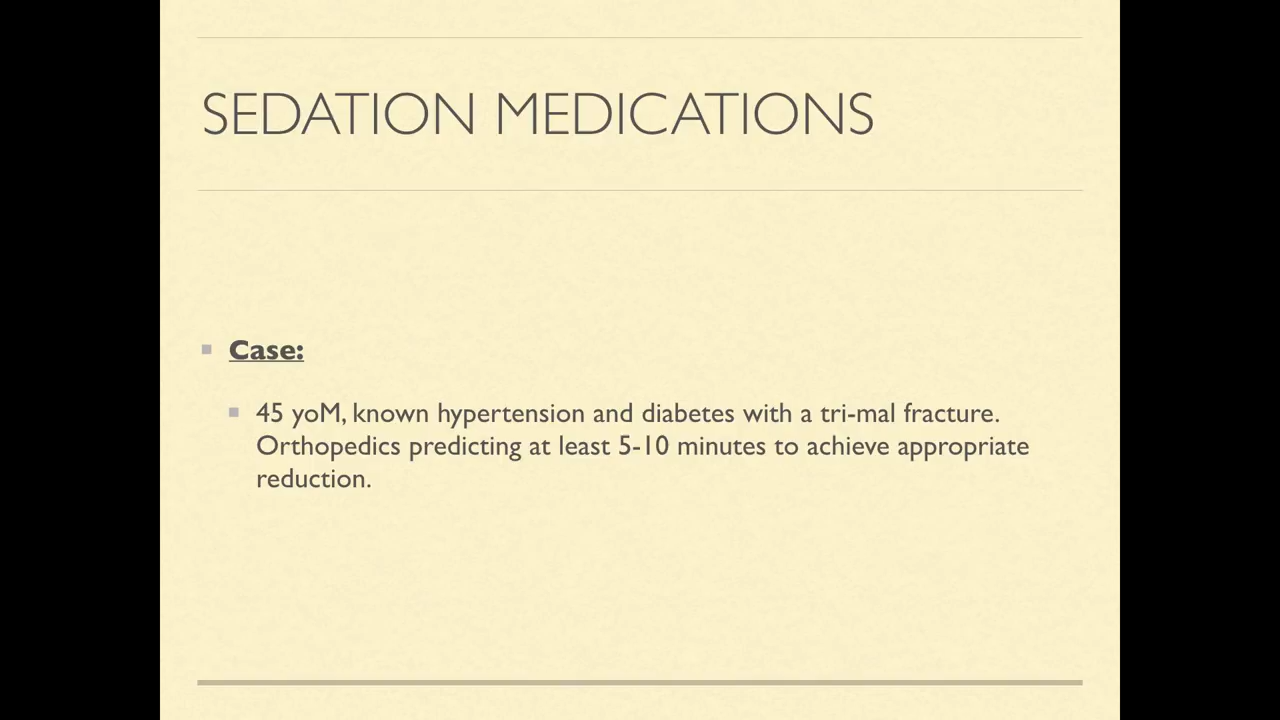 SEDATION MEDICATIONS
Case:
45 yoM, known hypertension and diabetes with a tri-mal fracture.
Orthopedics predicting at least 5-10 minutes to achieve appropriate
reduction.